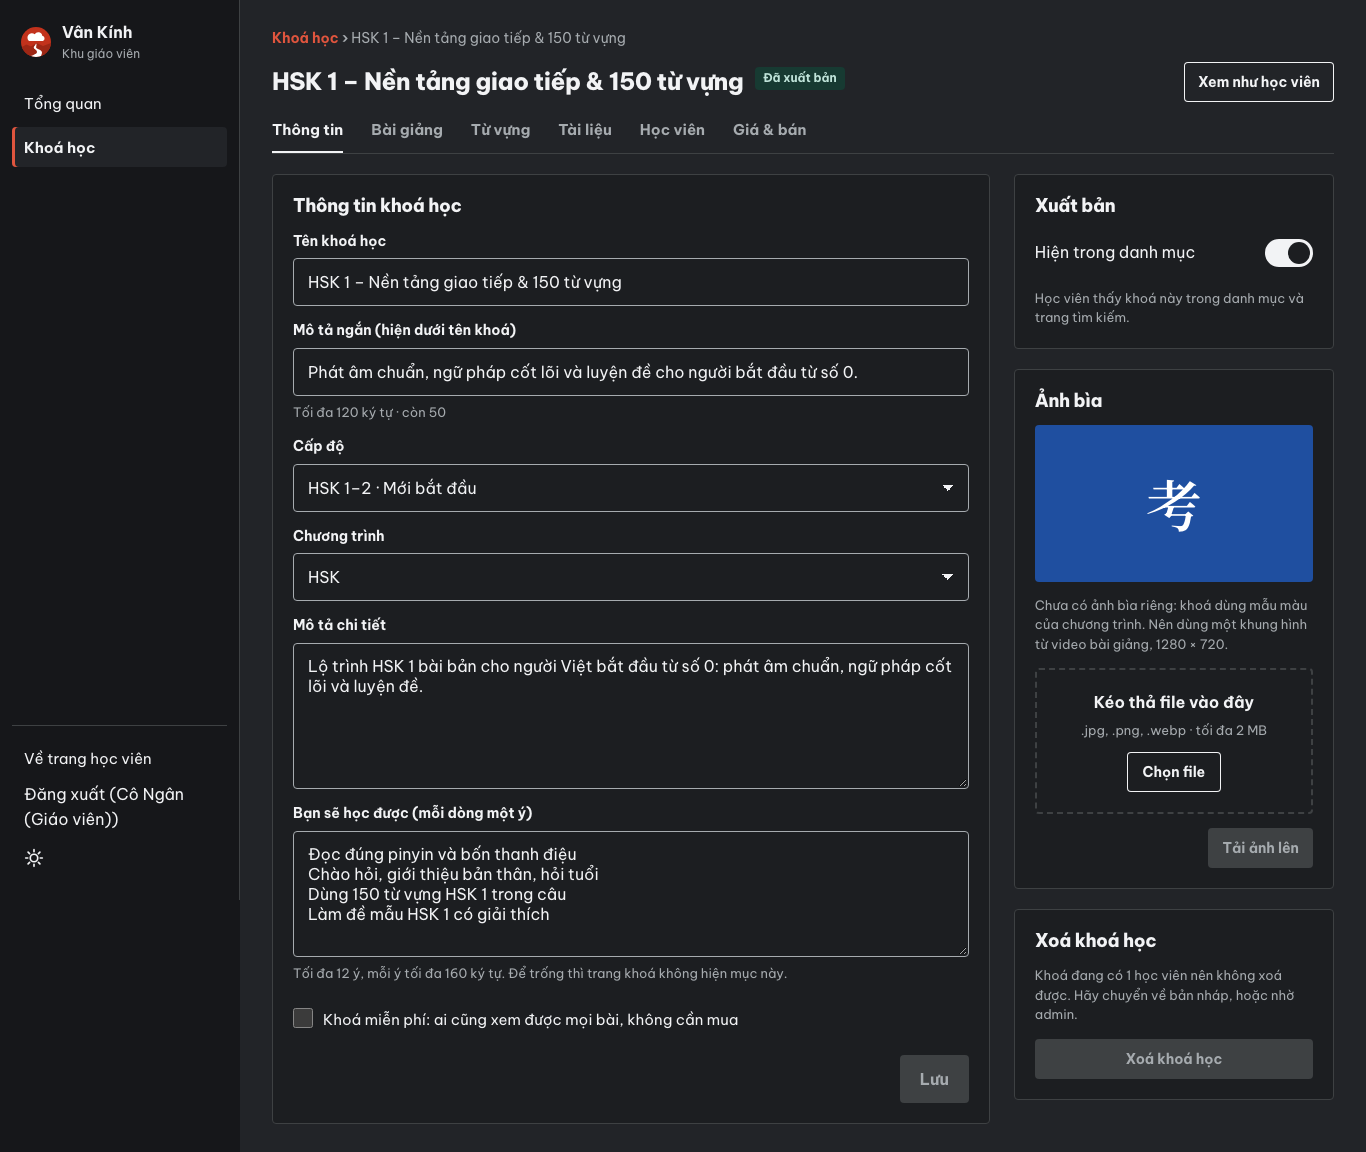 Vân Kính
Khu giáo viên
Tổng quan
Khoá học
Về trang học viên
Đăng xuất (Cô Ngân
(Giáo viên))
Khoá học › HSK 1 – Nền tảng giao tiếp & 150 từ vựng
HSK 1 – Nền tảng giao tiếp & 150 từ vựng
Đã xuất bản
Xem như học viên
Thông tin
Bài giảng
Từ vựng
Tài liệu
Học viên
Giá & bán
Thông tin khoá học
Tên khoá học
HSK 1 – Nền tảng giao tiếp & 150 từ vựng
Mô tả ngắn (hiện dưới tên khoá)
Phát âm chuẩn, ngữ pháp cốt lõi và luyện đề cho người bắt đầu từ số 0.
Tối đa 120 ký tự · còn 50
Cấp độ
HSK 1–2 · Mới bắt đầu
Chương trình
HSK
Mô tả chi tiết
Lộ trình HSK 1 bài bản cho người Việt bắt đầu từ số 0: phát âm chuẩn, ngữ pháp cốt
lõi và luyện đề.
Bạn sẽ học được (mỗi dòng một ý)
Đọc đúng pinyin và bốn thanh điệu
Chào hỏi, giới thiệu bản thân, hỏi tuổi
Dùng 150 từ vựng HSK 1 trong câu
Làm đề mẫu HSK 1 có giải thích
Tối đa 12 ý, mỗi ý tối đa 160 ký tự. Để trống thì trang khoá không hiện mục này.
Khoá miễn phí: ai cũng xem được mọi bài, không cần mua
Lưu
Xuất bản
Hiện trong danh mục
Học viên thấy khoá này trong danh mục và
trang tìm kiếm.
Ảnh bìa
考
Chưa có ảnh bìa riêng: khoá dùng mẫu màu
của chương trình. Nên dùng một khung hình
từ video bài giảng, 1280 × 720.
Kéo thả file vào đây
.jpg, .png, .webp · tối đa 2 MB
Chọn file
Tải ảnh lên
Xoá khoá học
Khoá đang có 1 học viên nên không xoá
được. Hãy chuyển về bản nháp, hoặc nhờ
admin.
Xoá khoá học